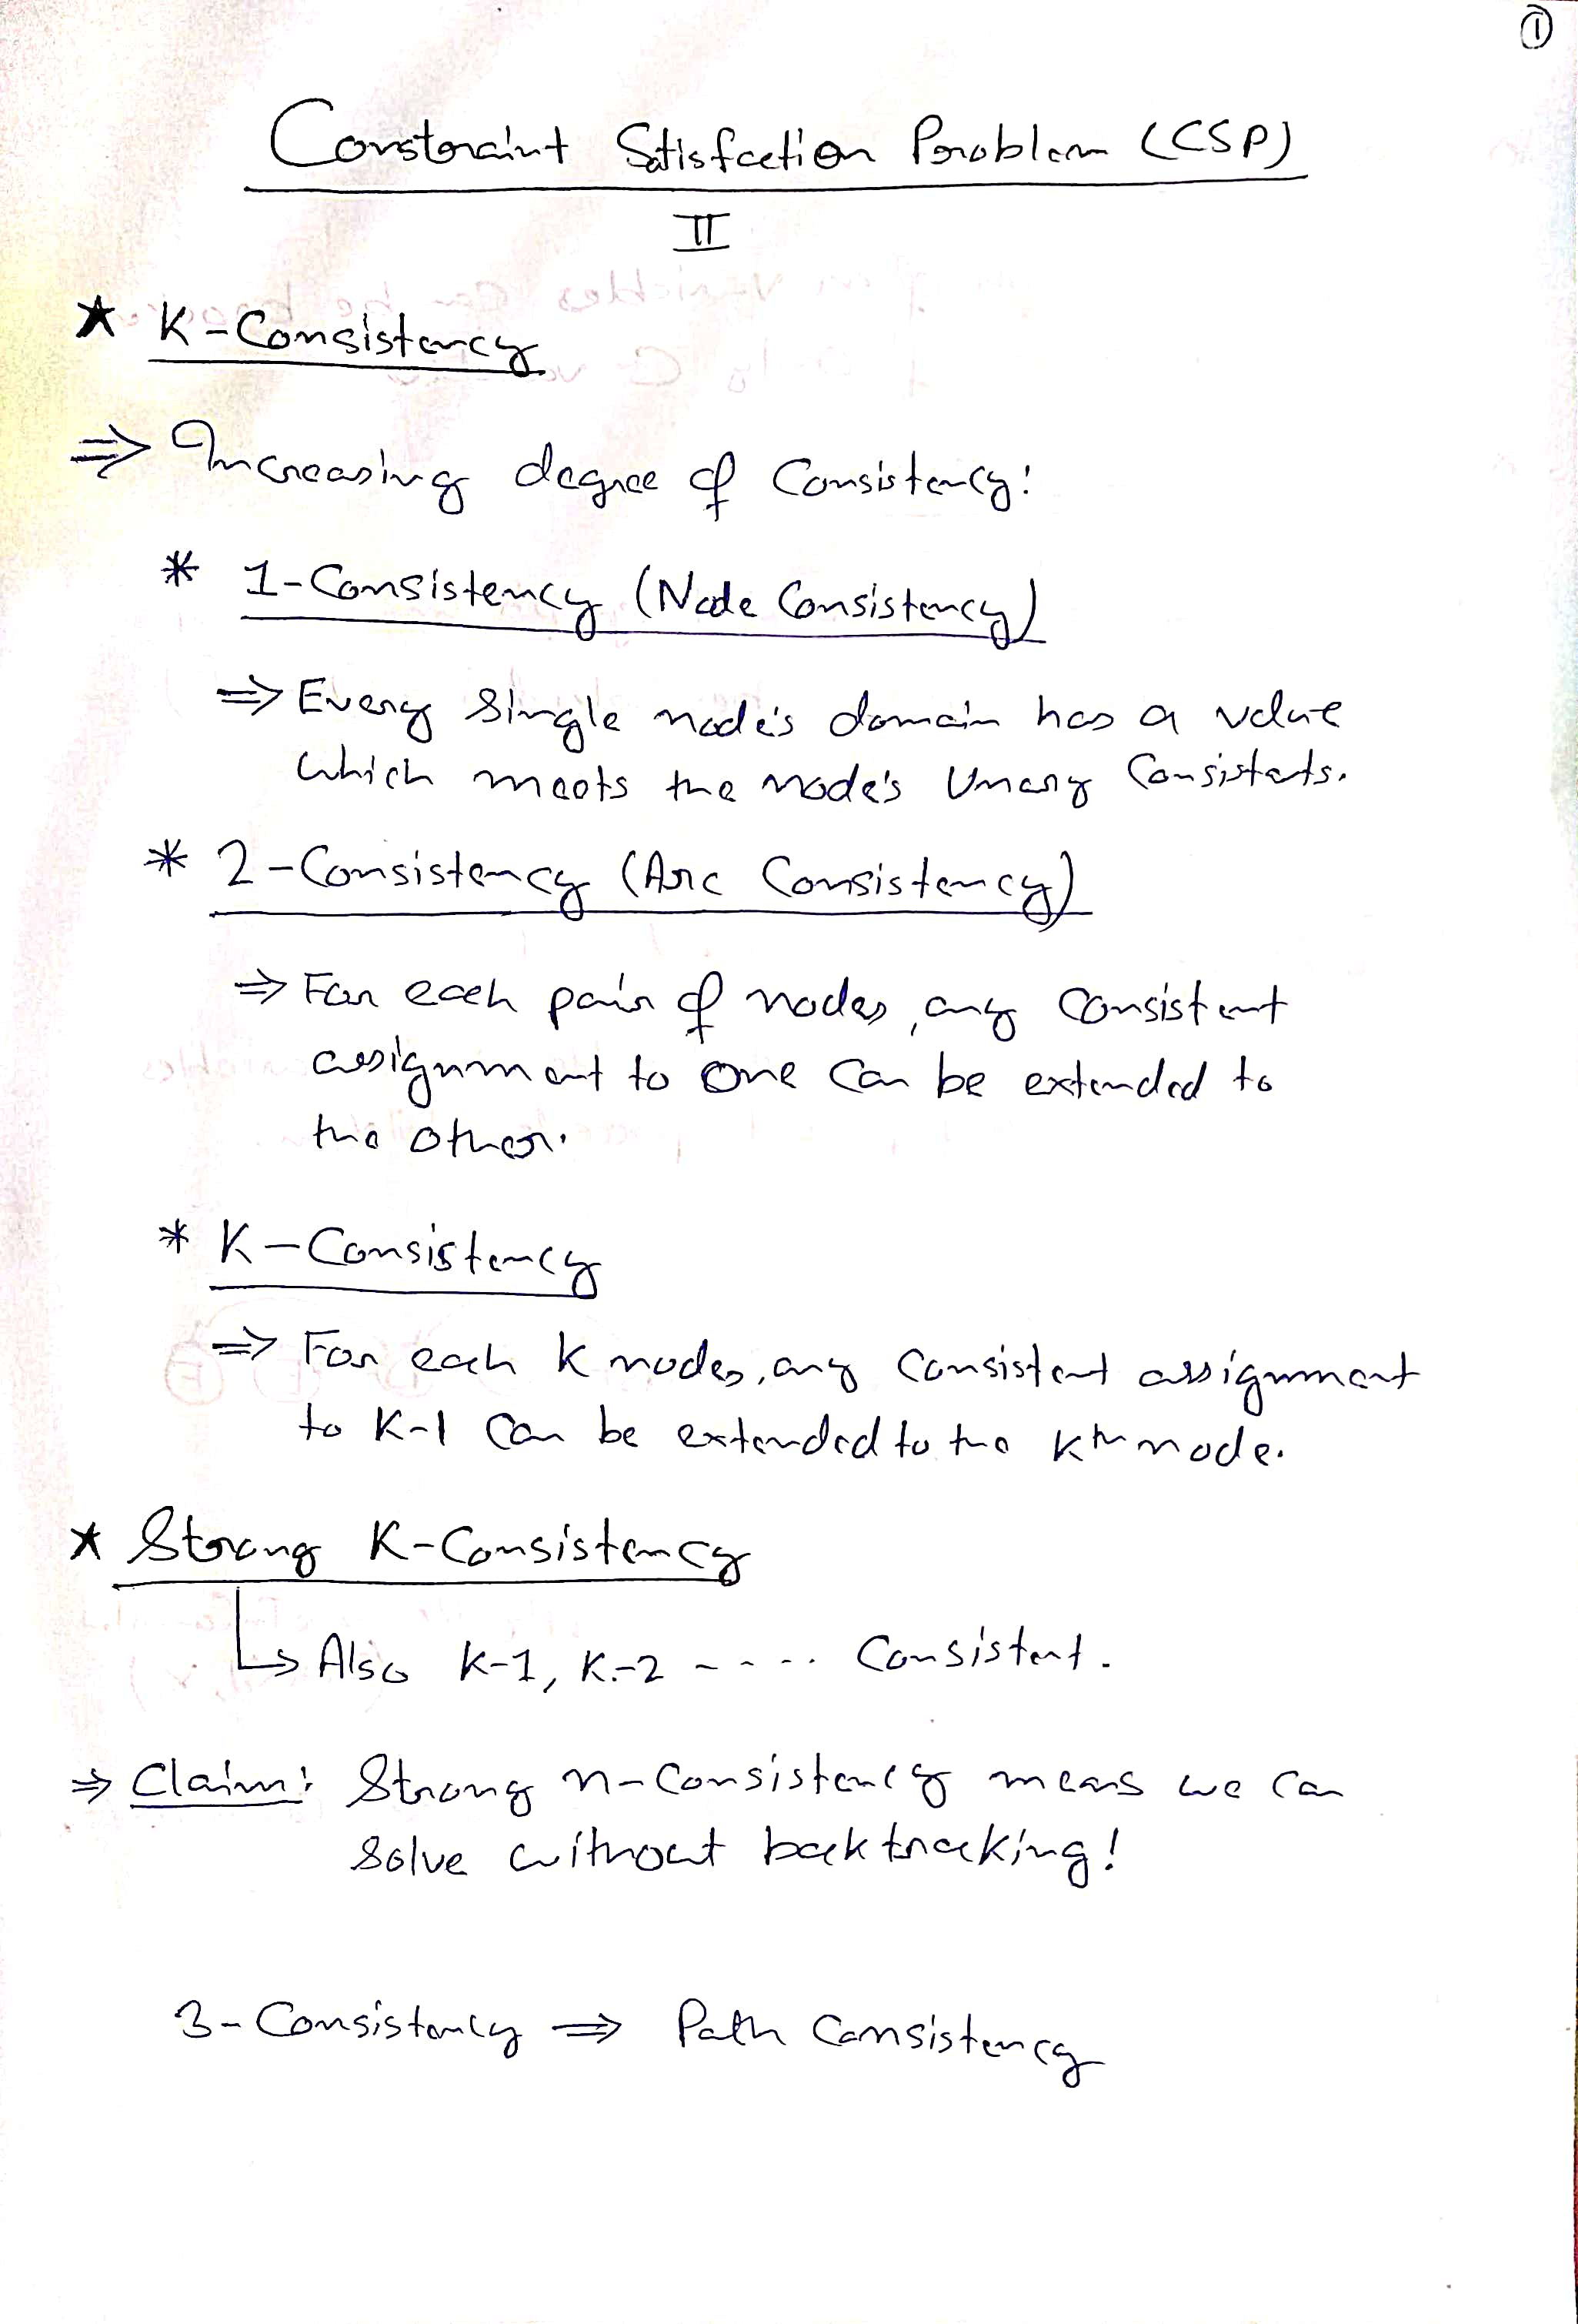 ①
Constraint Satisfaction Problem (CSP)
II
★ K-Consistency
⇒ Increasing degree of Consistency:
* 1-Consistency (Node Consistency)
⇒ Every Single node's domain has a value
which meets the node's Unary Consistents.
* 2-Consistency (Arc Consistency)
⇒ For each pair of nodes, any Consistent
assignment to One Can be extended to
the other.
* K-Consistency
⇒ For each K nodes, any Consistent assignment
to K-1 Can be extended to the Kth node.
★ Strong K-Consistency
↳ Also K-1, K-2 ----- Consistent.
⇒ Claim: Strong n-Consistency means we Can
Solve without backtracking!
3-Consistency ⇒ Path Consistency